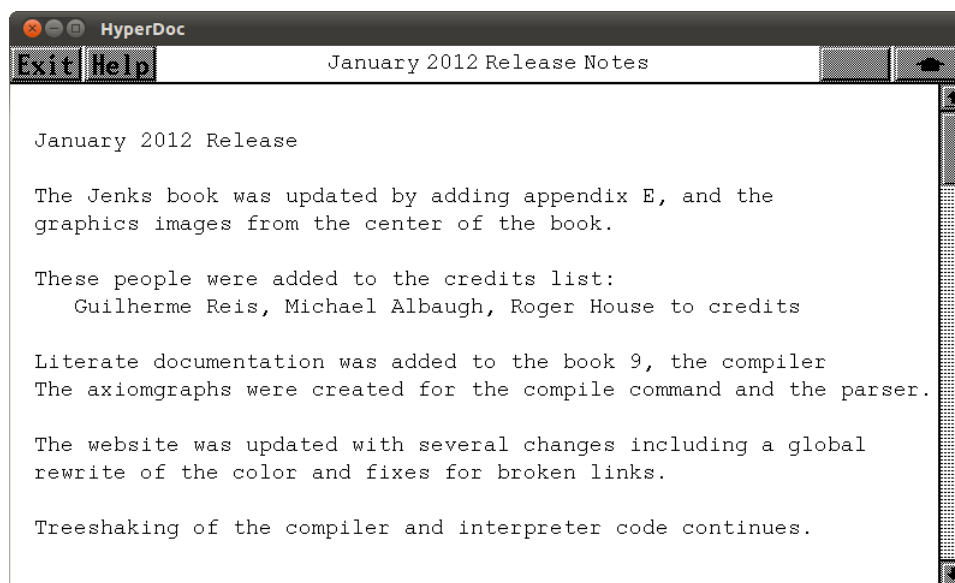 HyperDoc
Exit Help January 2012 Release Notes
January 2012 Release
The Jenks book was updated by adding appendix E, and the
graphics images from the center of the book.
These people were added to the credits list:
Guilherme Reis, Michael Albaugh, Roger House to credits
Literate documentation was added to the book 9, the compiler
The axiomgraphs were created for the compile command and the parser.
The website was updated with several changes including a global
rewrite of the color and fixes for broken links.
Treeshaking of the compiler and interpreter code continues.